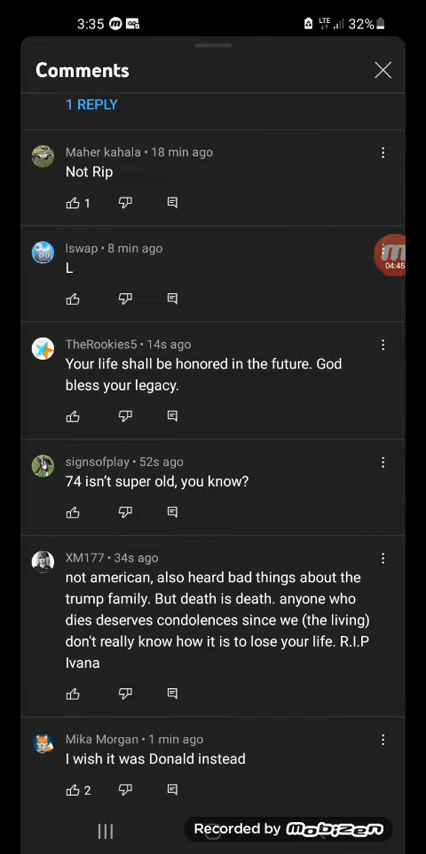 3:35 LTE 32%
Comments
1 REPLY
Maher kahala • 18 min ago
Not Rip
1
Iswap • 8 min ago
L
04:45
TheRookies5 • 14s ago
Your life shall be honored in the future. God
bless your legacy.
signsofplay • 52s ago
74 isn't super old, you know?
XM177 • 34s ago
not american, also heard bad things about the
trump family. But death is death. anyone who
dies deserves condolences since we (the living)
don't really know how it is to lose your life. R.I.P
Ivana
Mika Morgan • 1 min ago
I wish it was Donald instead
2
Recorded by mobizen